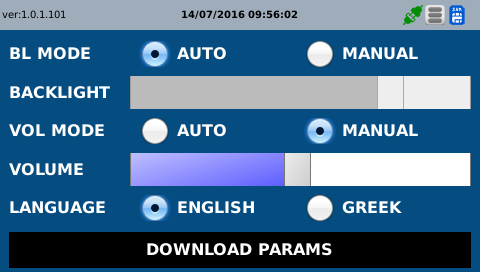 ver:1.0.1.101 14/07/2016 09:56:02
BL MODE AUTO MANUAL
BACKLIGHT
VOL MODE AUTO MANUAL
VOLUME
LANGUAGE ENGLISH GREEK
DOWNLOAD PARAMS